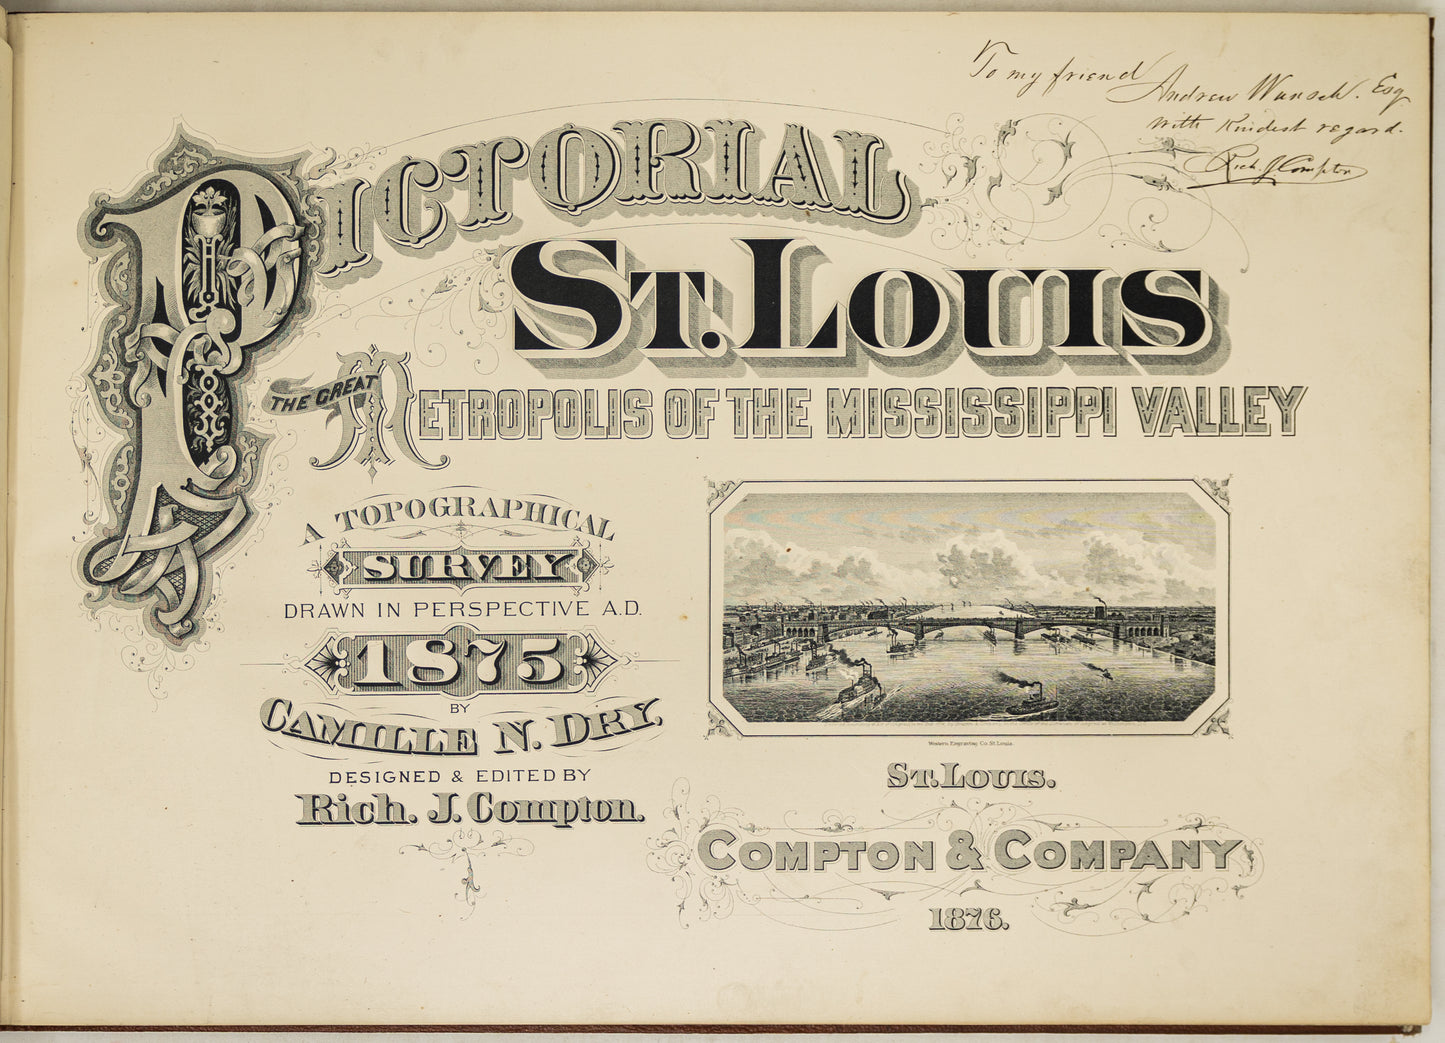 To my friend
Andrew Wunsch. Esq
With Kindest regard.
Rich J Compton
PICTORIAL
ST. LOUIS
THE GREAT METROPOLIS OF THE MISSISSIPPI VALLEY
A TOPOGRAPHICAL
SURVEY
DRAWN IN PERSPECTIVE A.D.
1875
BY
CAMILLE N. DRY,
DESIGNED & EDITED BY
Rich. J. Compton.
Western Engraving Co. St. Louis.
ST. LOUIS.
COMPTON & COMPANY
1876.